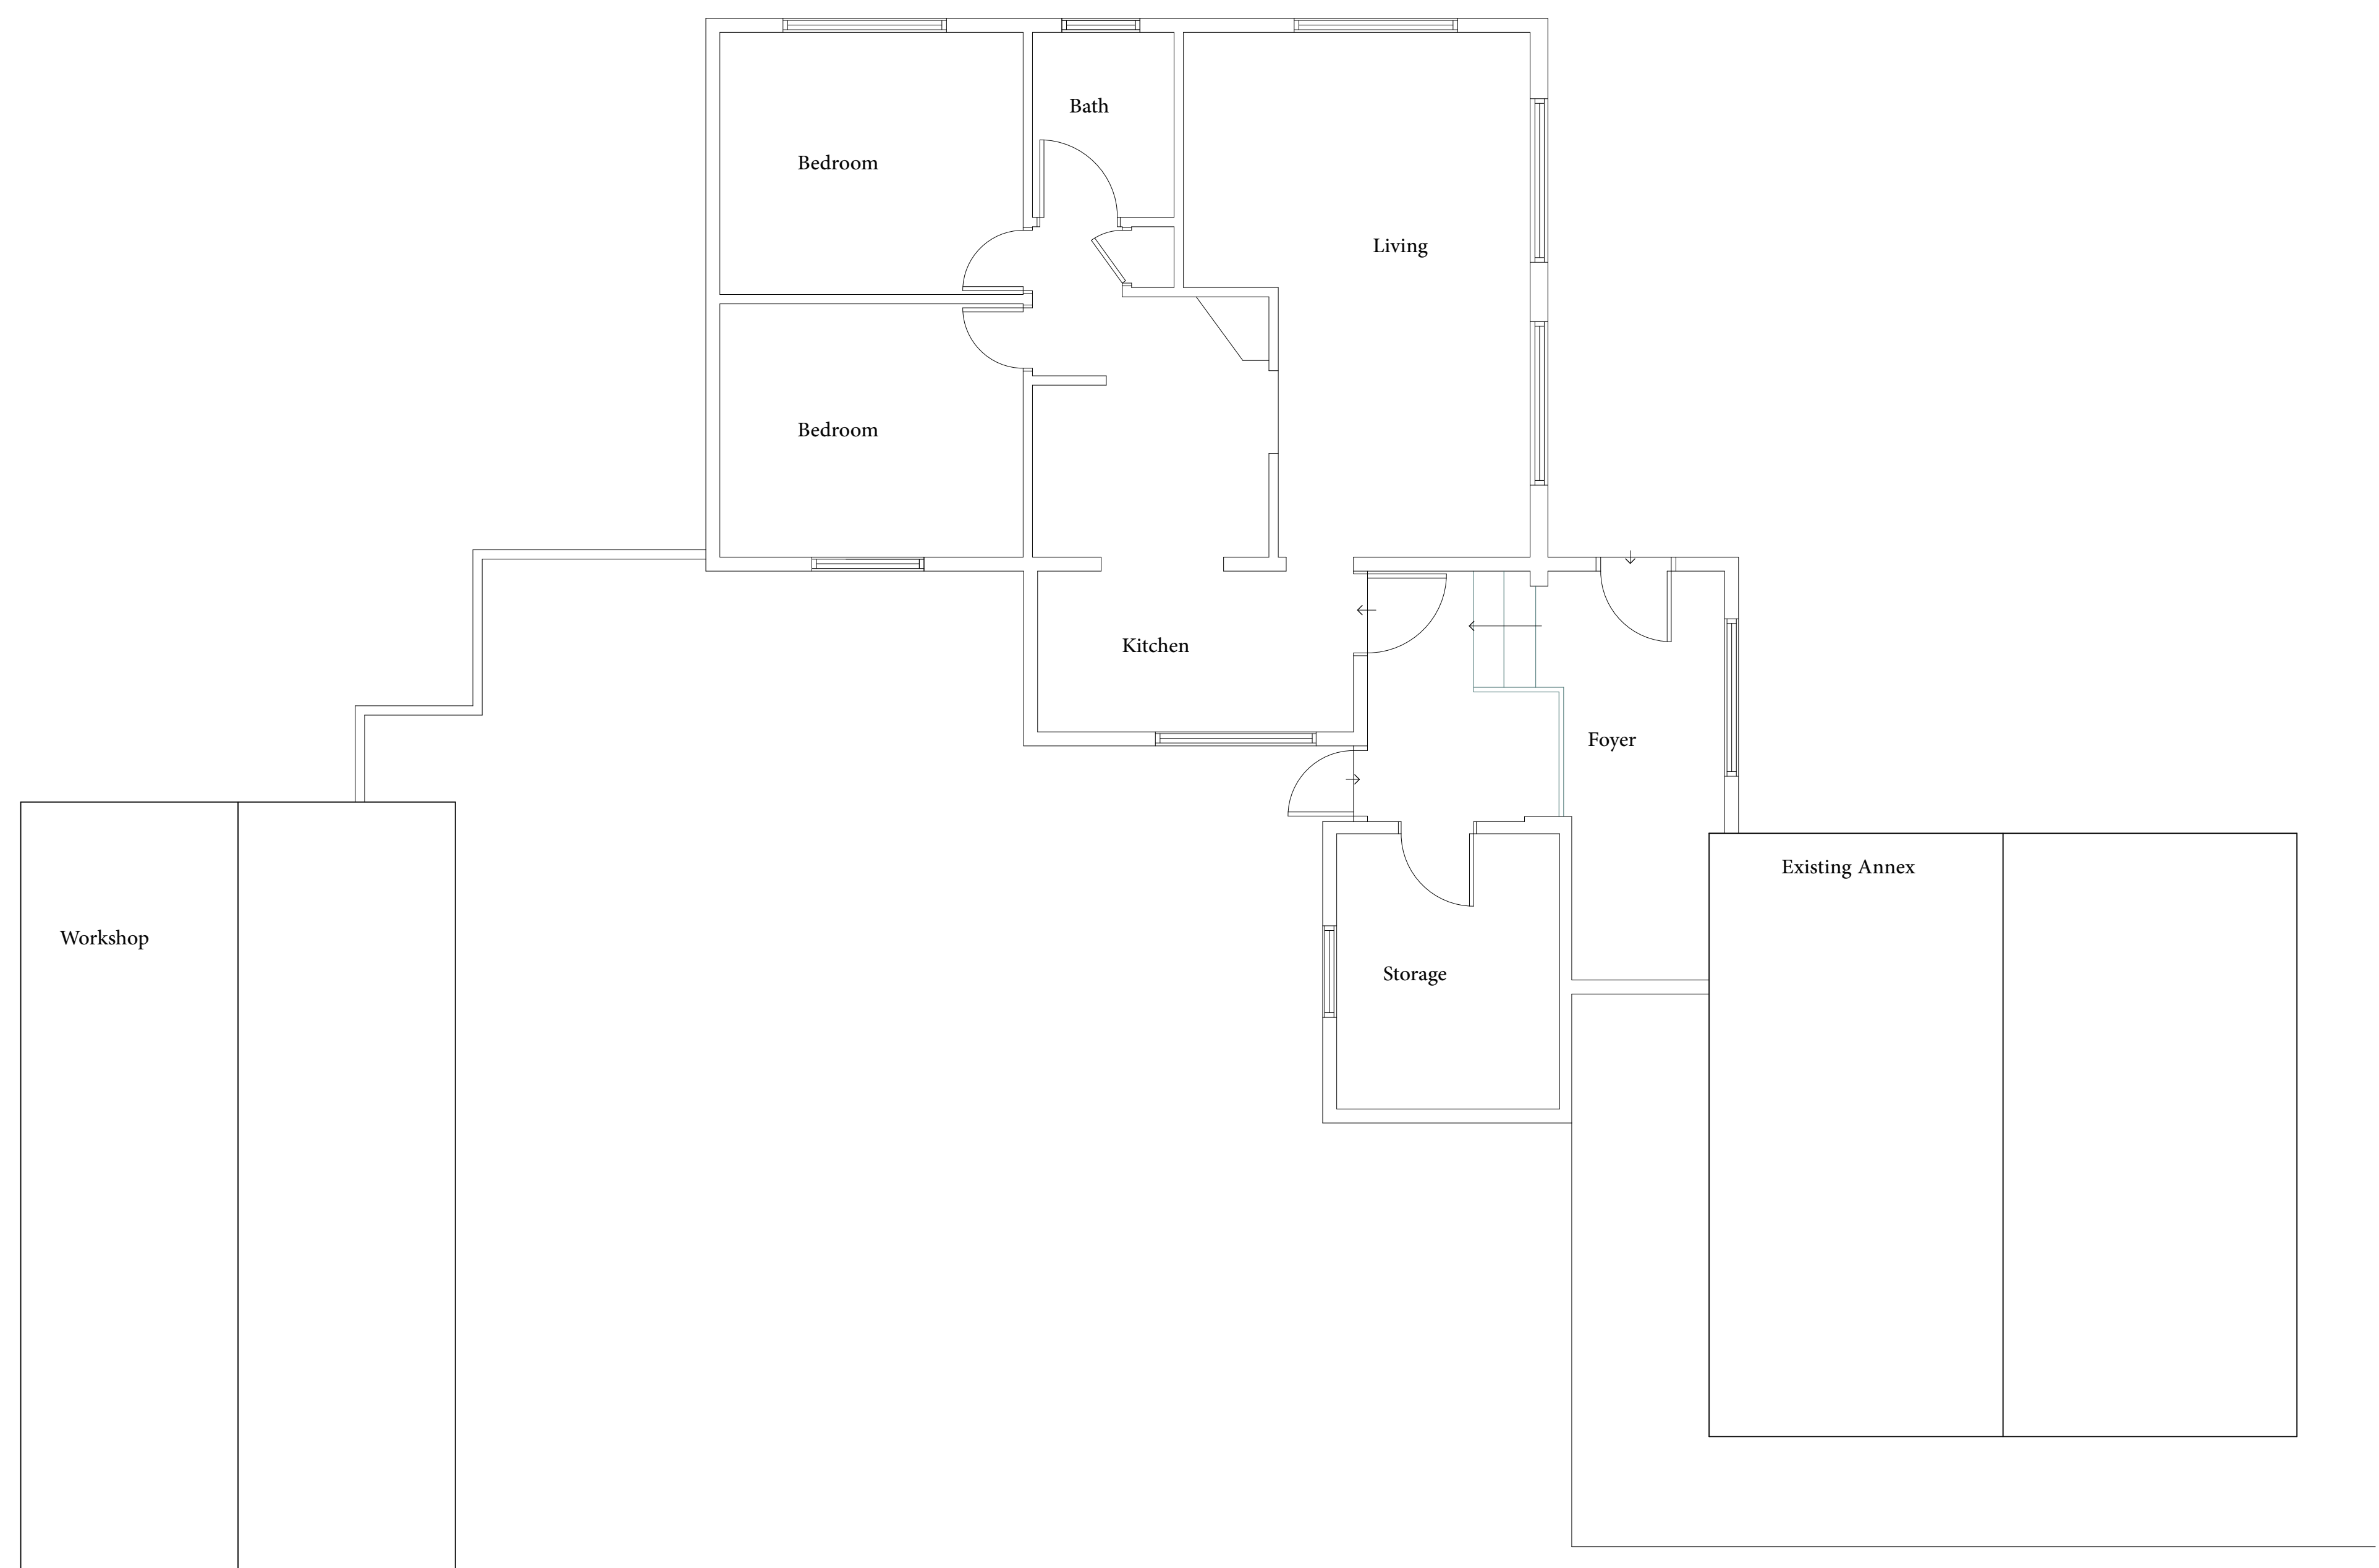 Bath
Bedroom
Living
Bedroom
Kitchen
Foyer
Existing Annex
Workshop
Storage